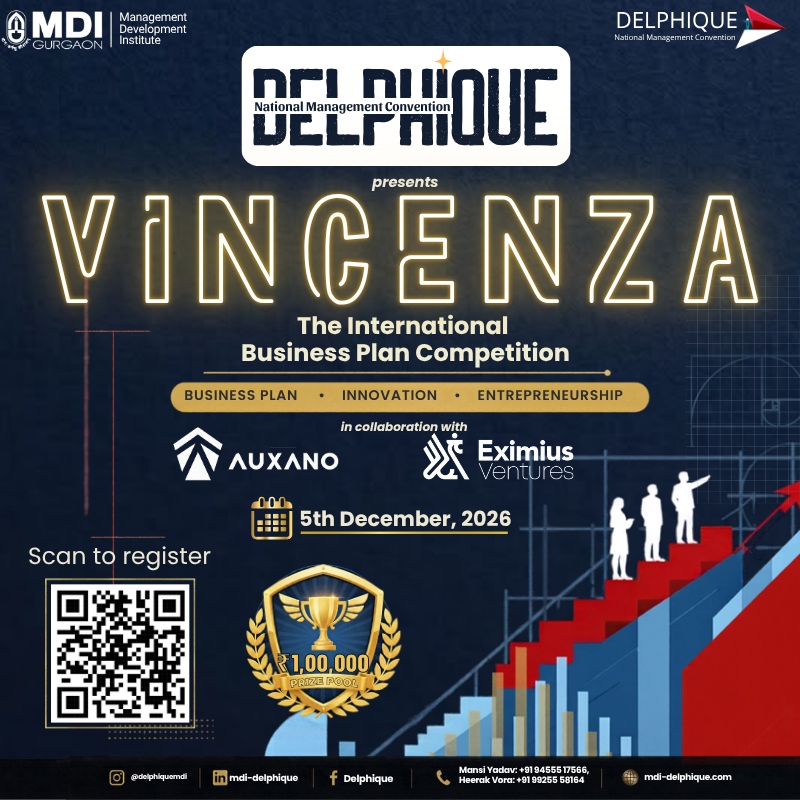 MDI
GURGAON
Management
Development
Institute
DELPHIQUE
National Management Convention
DELPHIQUE
National Management Convention
presents
VINCENZA
The International
Business Plan Competition
BUSINESS PLAN • INNOVATION • ENTREPRENEURSHIP
in collaboration with
AUXANO
Eximius
Ventures
5th December, 2026
Scan to register
₹1,00,000
PRIZE POOL
@delphiquemdi
mdi-delphique
Delphique
Mansi Yadav: +91 94555 17566,
Heerak Vora: +91 99255 58164
mdi-delphique.com